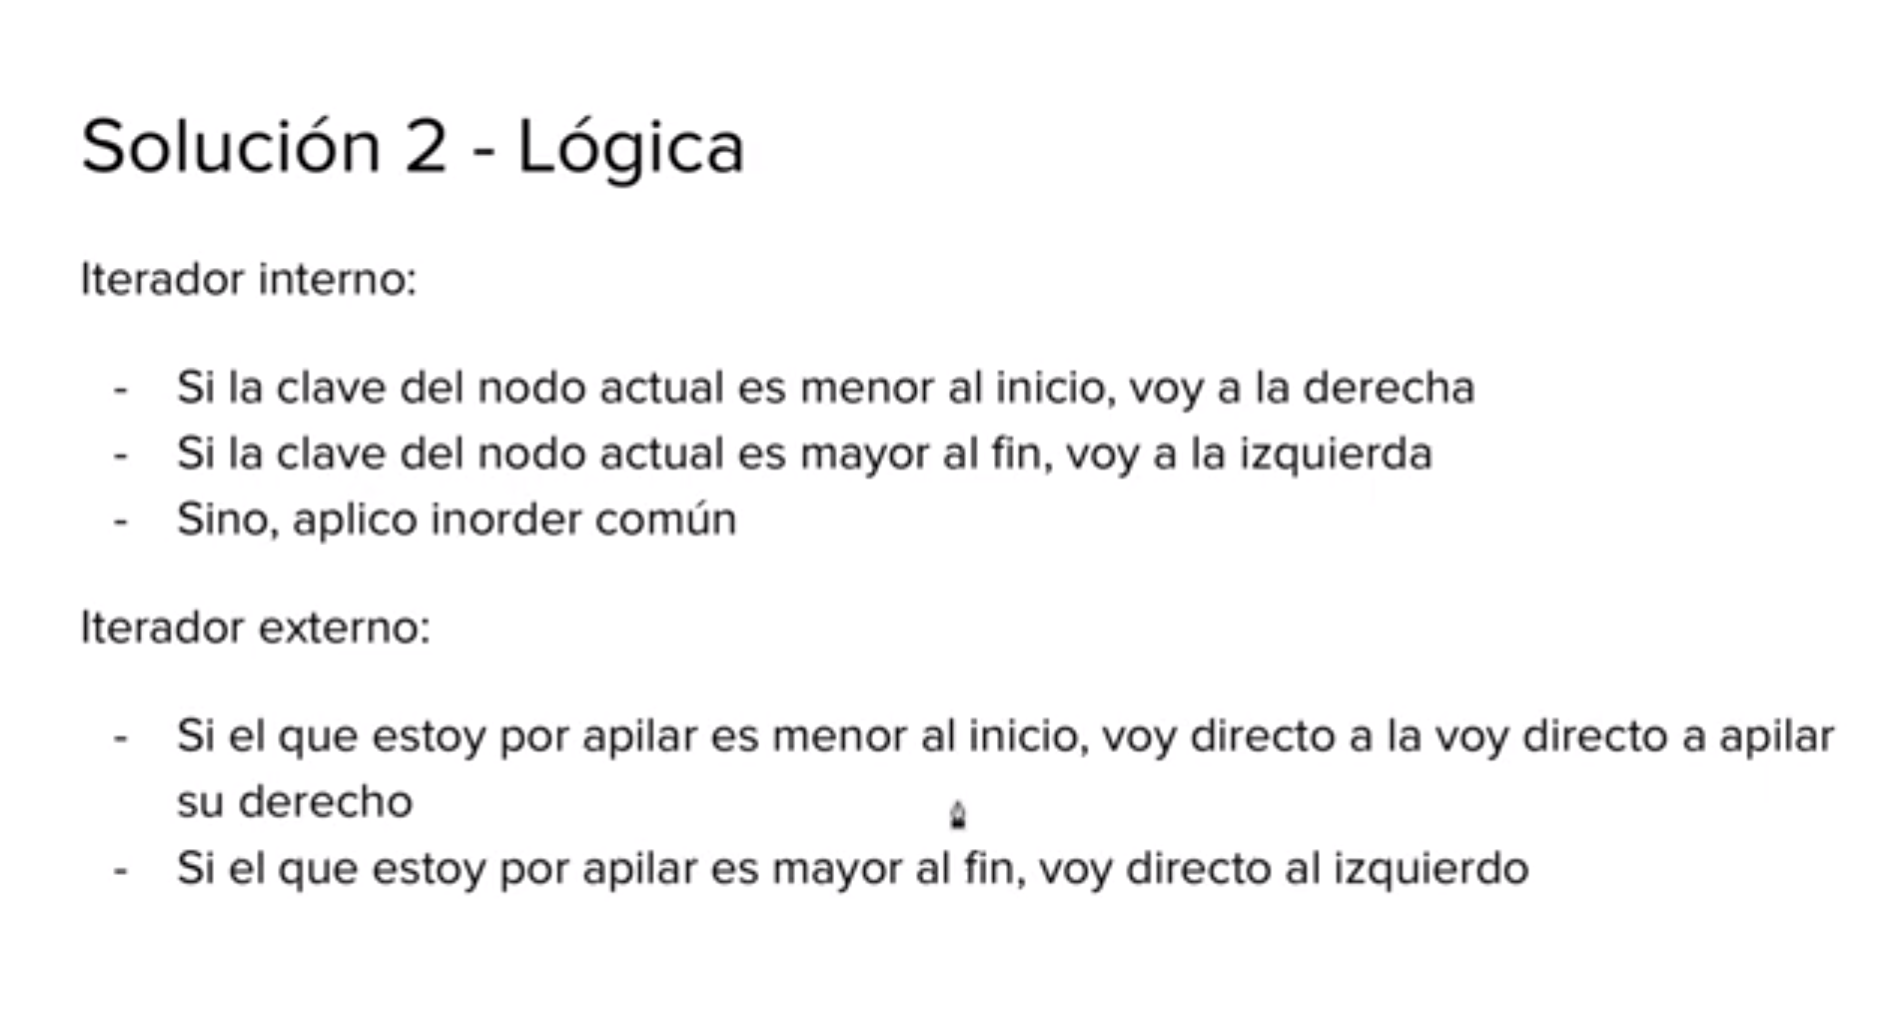 Solución 2 - Lógica
Iterador interno:
- Si la clave del nodo actual es menor al inicio, voy a la derecha
- Si la clave del nodo actual es mayor al fin, voy a la izquierda
- Sino, aplico inorder común
Iterador externo:
- Si el que estoy por apilar es menor al inicio, voy directo a la voy directo a apilar
su derecho
- Si el que estoy por apilar es mayor al fin, voy directo al izquierdo